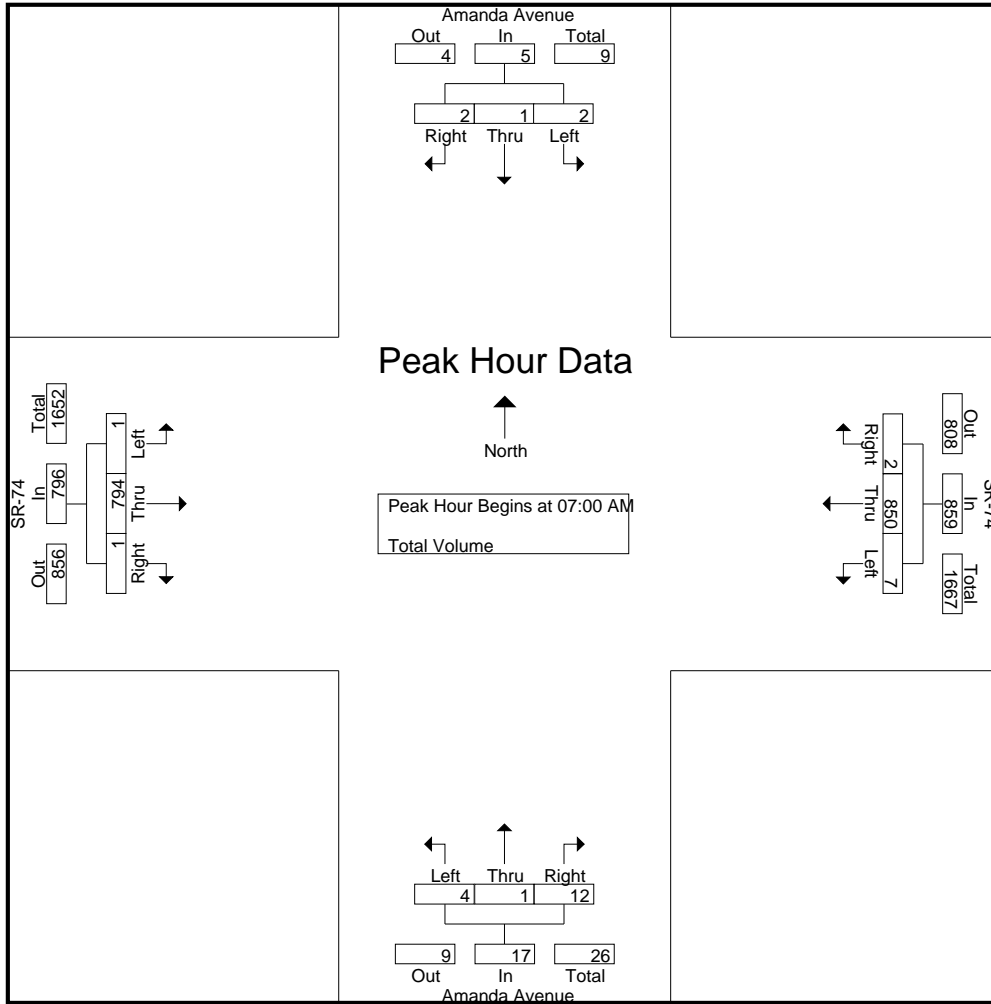 Amanda Avenue
Out In Total
4 5 9
2 1 2
Right Thru Left
Peak Hour Data
North
Peak Hour Begins at 07:00 AM
Total Volume
SR-74
Total In Out
1652 796 856
1 794 1
Left Thru Right
Right Thru Left
2 850 7
Out In Total
808 859 1667
SR-74
Left Thru Right
4 1 12
9 17 26
Out In Total
Amanda Avenue